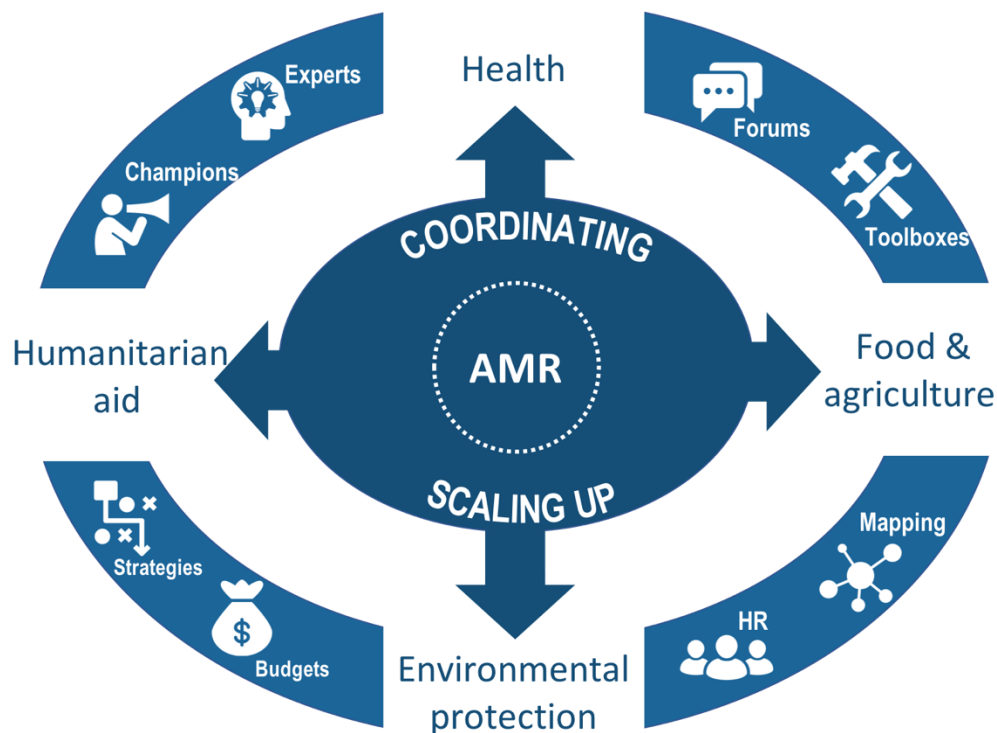 Health
Experts
Champions
Forums
Toolboxes
COORDINATING
AMR
SCALING UP
Humanitarian
aid
Food &
agriculture
Strategies
$
Budgets
Mapping
HR
Environmental
protection